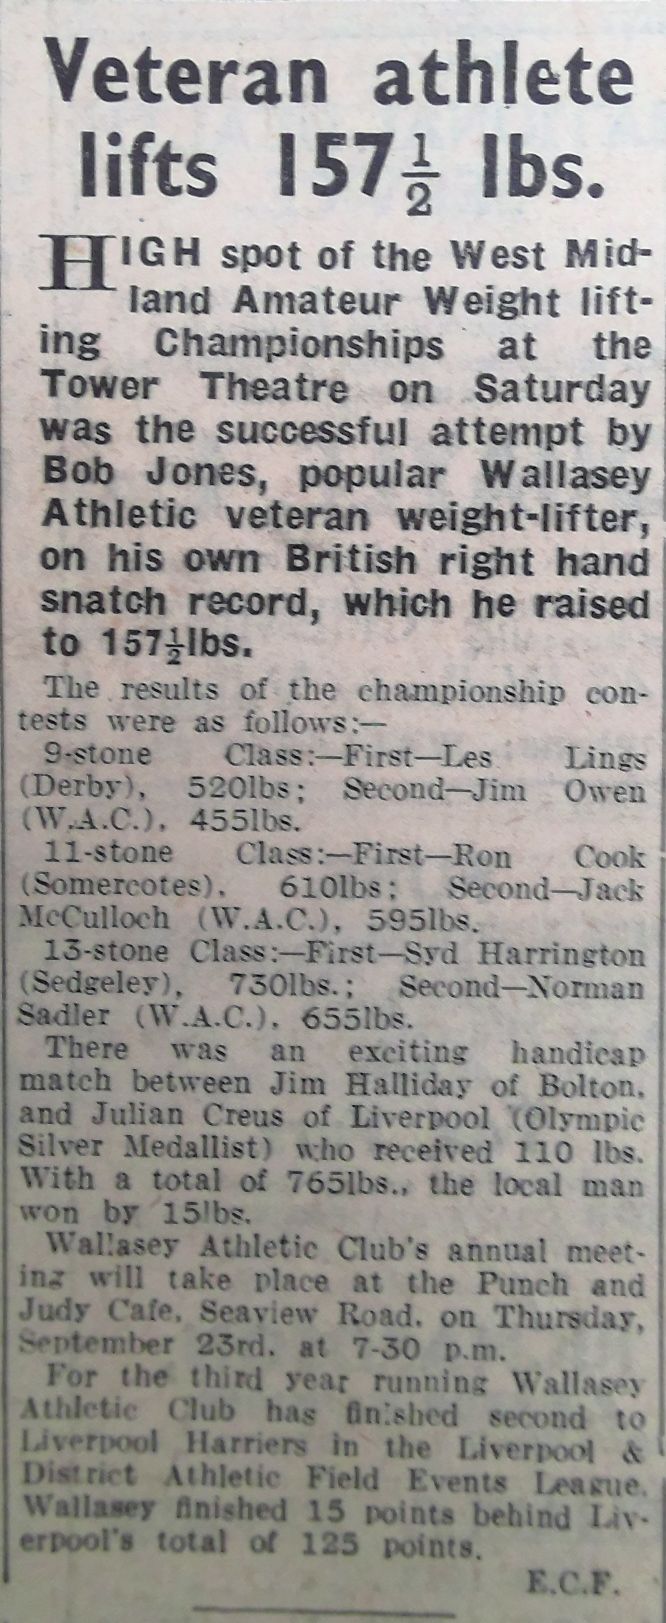 Veteran athlete
lifts 157½ lbs.
HIGH spot of the West Mid-
land Amateur Weight lift-
ing Championships at the
Tower Theatre on Saturday
was the successful attempt by
Bob Jones, popular Wallasey
Athletic veteran weight-lifter,
on his own British right hand
snatch record, which he raised
to 157½lbs.
The results of the championship con-
tests were as follows:—
9-stone Class:—First—Les Lings
(Derby), 520lbs; Second—Jim Owen
(W.A.C.), 455lbs.
11-stone Class:—First—Ron Cook
(Somercotes), 610lbs; Second—Jack
McCulloch (W.A.C.), 595lbs.
13-stone Class:—First—Syd Harrington
(Sedgeley), 730lbs.; Second—Norman
Sadler (W.A.C.), 655lbs.
There was an exciting handicap
match between Jim Halliday of Bolton,
and Julian Creus of Liverpool (Olympic
Silver Medallist) who received 110 lbs.
With a total of 765lbs., the local man
won by 15lbs.
Wallasey Athletic Club's annual meet-
ing will take place at the Punch and
Judy Cafe, Seaview Road, on Thursday,
September 23rd, at 7-30 p.m.
For the third year running Wallasey
Athletic Club has finished second to
Liverpool Harriers in the Liverpool &
District Athletic Field Events League.
Wallasey finished 15 points behind Liv-
erpool's total of 125 points.
E.C.F.